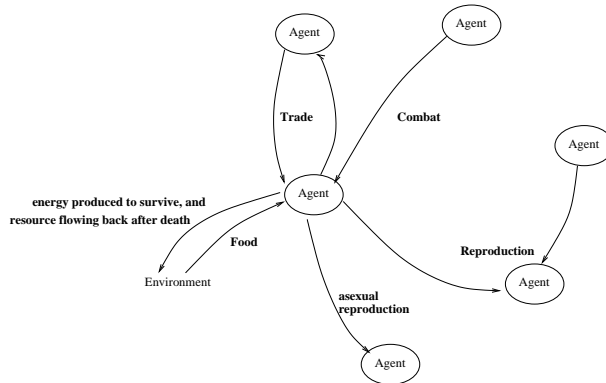 Agent
Agent
Trade
Combat
Agent
Agent
energy produced to survive, and
resource flowing back after death
Food
Reproduction
Environment
Agent
asexual
reproduction
Agent